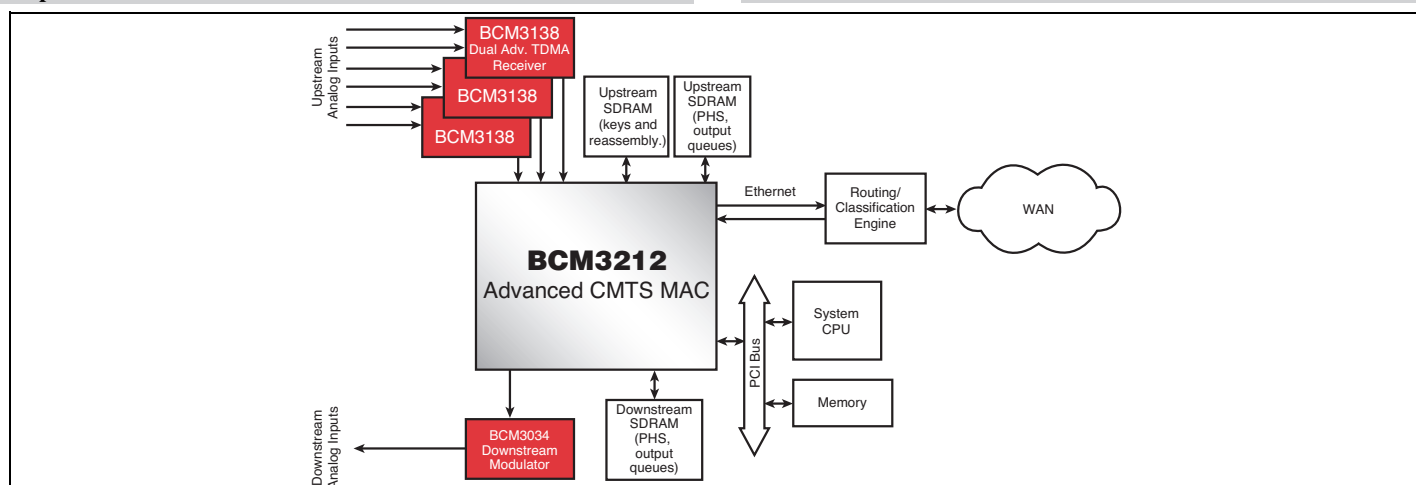 BCM3138
Dual Adv. TDMA
Receiver
BCM3138
BCM3138
Upstream
Analog Inputs
Upstream
SDRAM
(keys and
reassembly.)
Upstream
SDRAM
(PHS,
output
queues)
Ethernet
Routing/
Classification
Engine
WAN
BCM3212
Advanced CMTS MAC
PCI Bus
System
CPU
Memory
Downstream
Analog Inputs
BCM3034
Downstream
Modulator
Downstream
SDRAM
(PHS,
output
queues)